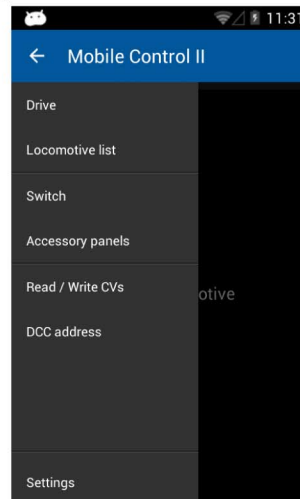 11:31
Mobile Control II
Drive
Locomotive list
Switch
Accessory panels
Read / Write CVs
otive
DCC address
Settings